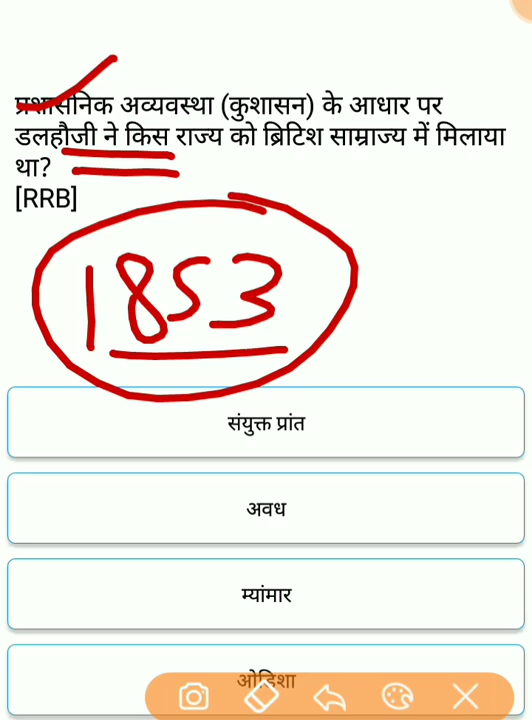 प्रशासनिक अव्यवस्था (कुशासन) के आधार पर
डलहौजी ने किस राज्य को ब्रिटिश साम्राज्य में मिलाया
था?
[RRB]
1853
संयुक्त प्रांत
अवध
म्यांमार
ओडिशा